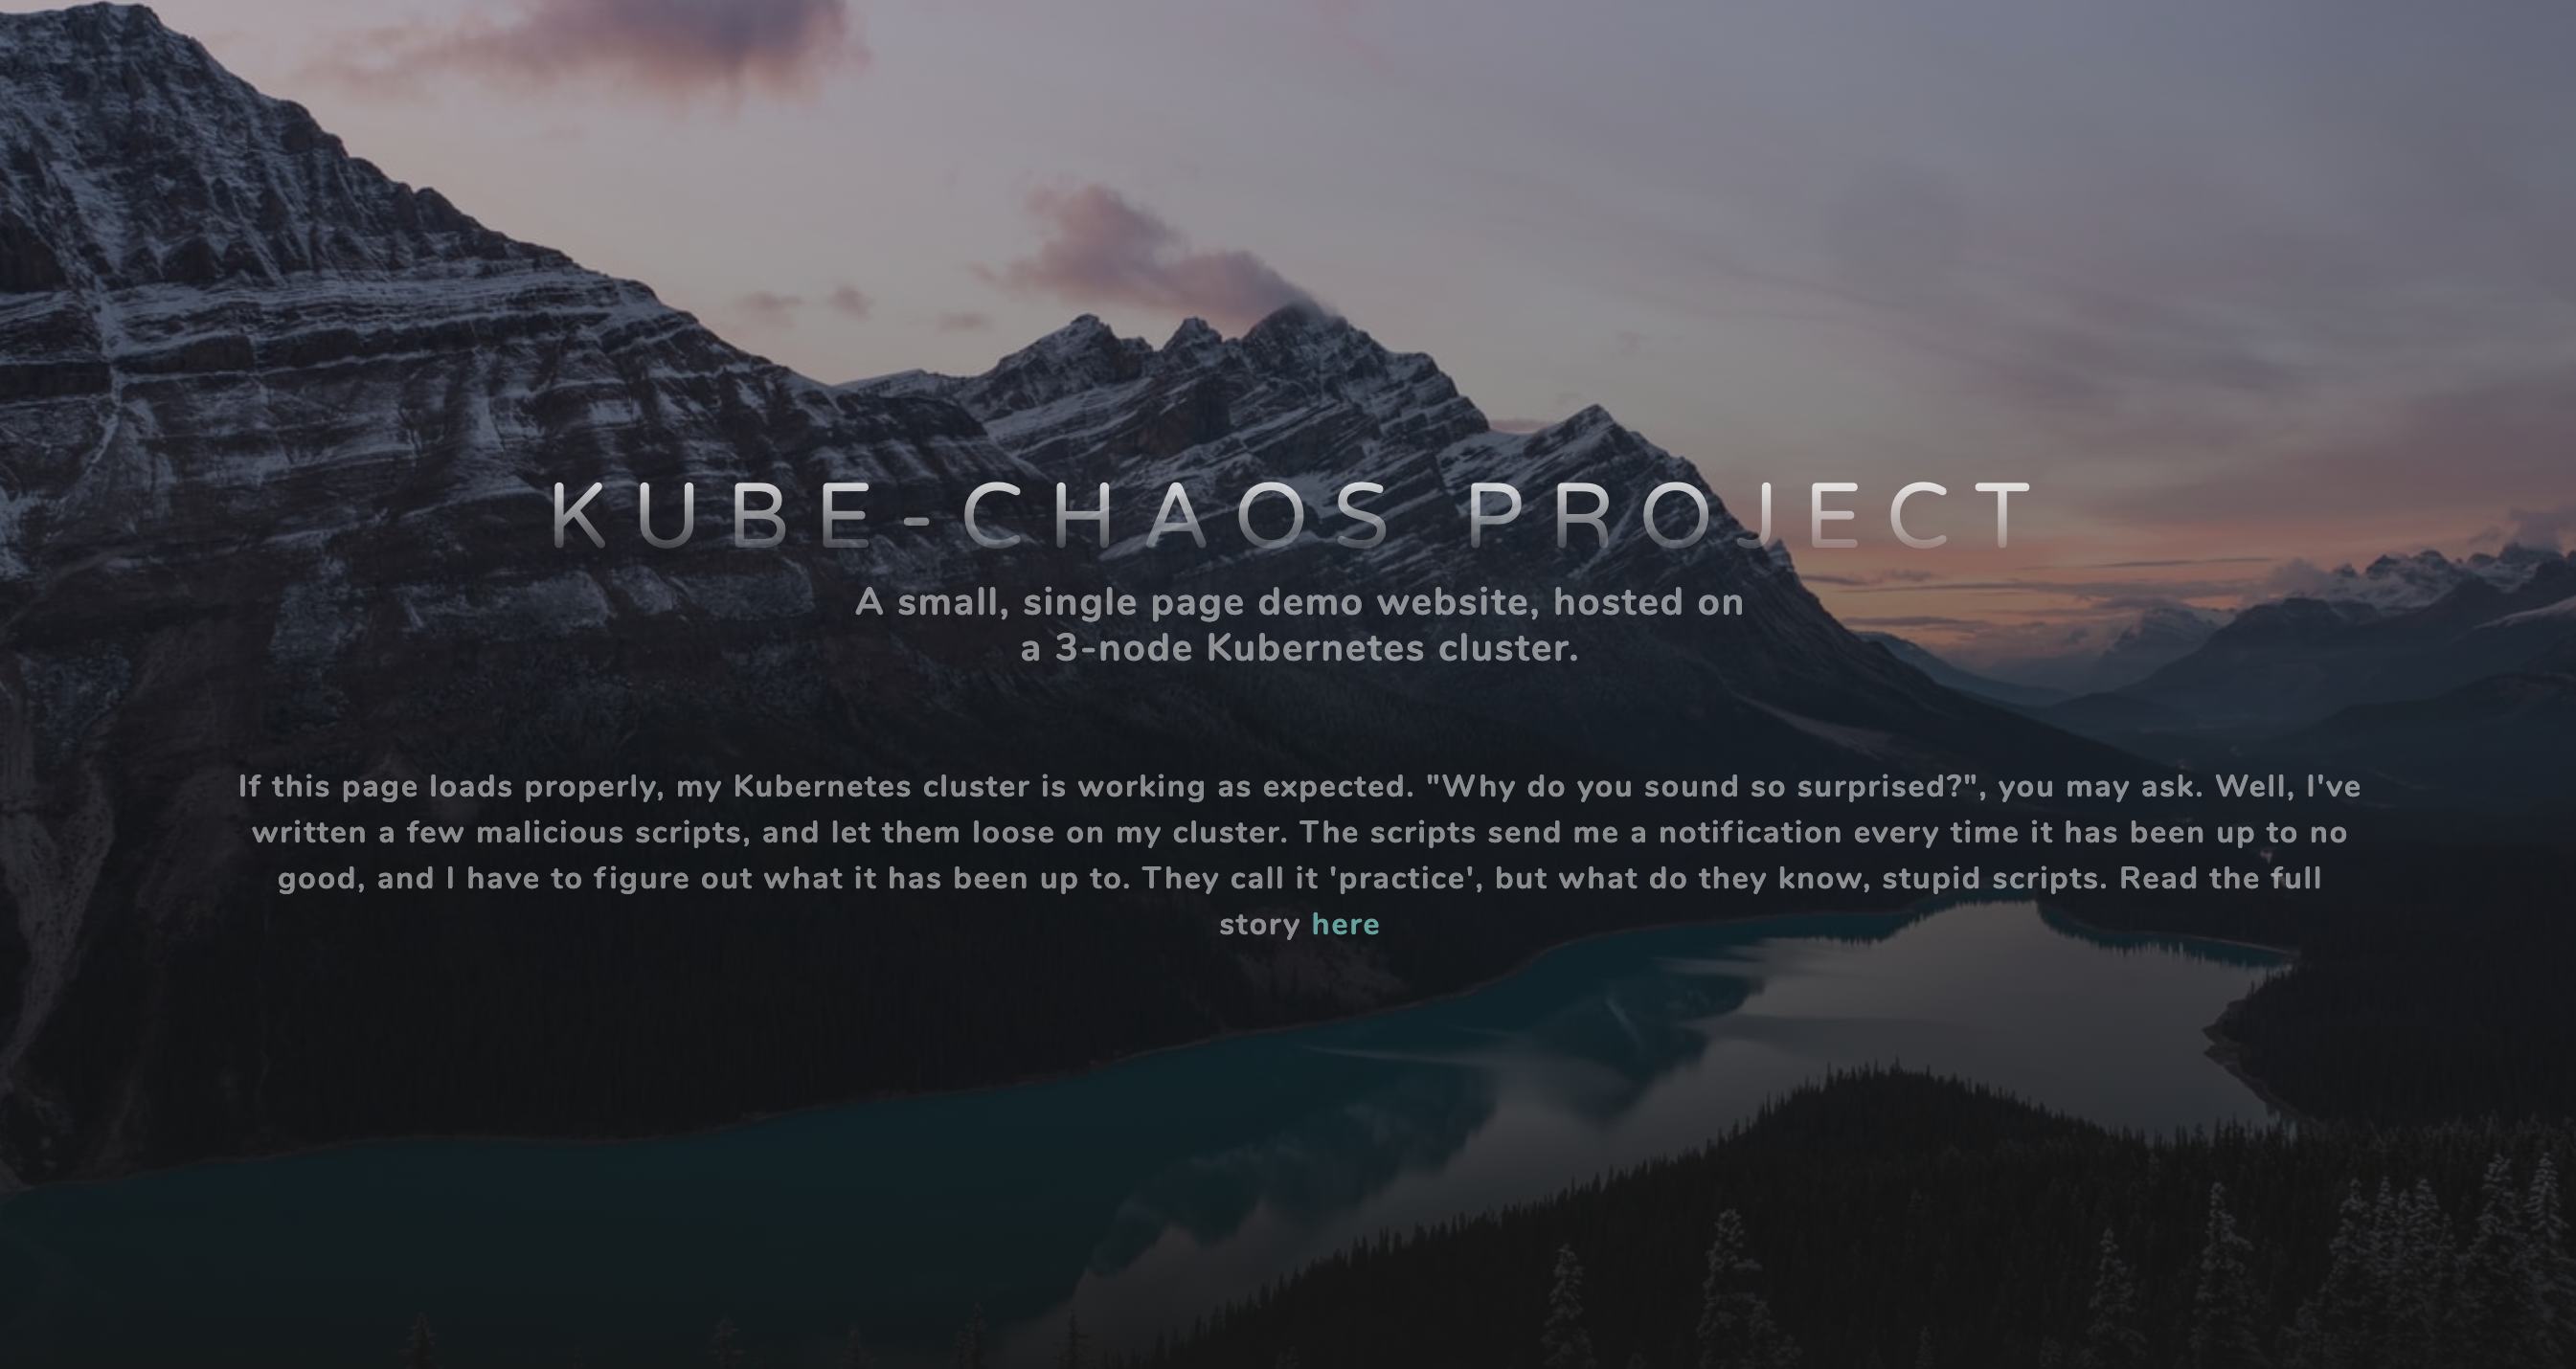 KUBE-CHAOS PROJECT
A small, single page demo website, hosted on
a 3-node Kubernetes cluster.
If this page loads properly, my Kubernetes cluster is working as expected. "Why do you sound so surprised?", you may ask. Well, I've
written a few malicious scripts, and let them loose on my cluster. The scripts send me a notification every time it has been up to no
good, and I have to figure out what it has been up to. They call it 'practice', but what do they know, stupid scripts. Read the full
story here